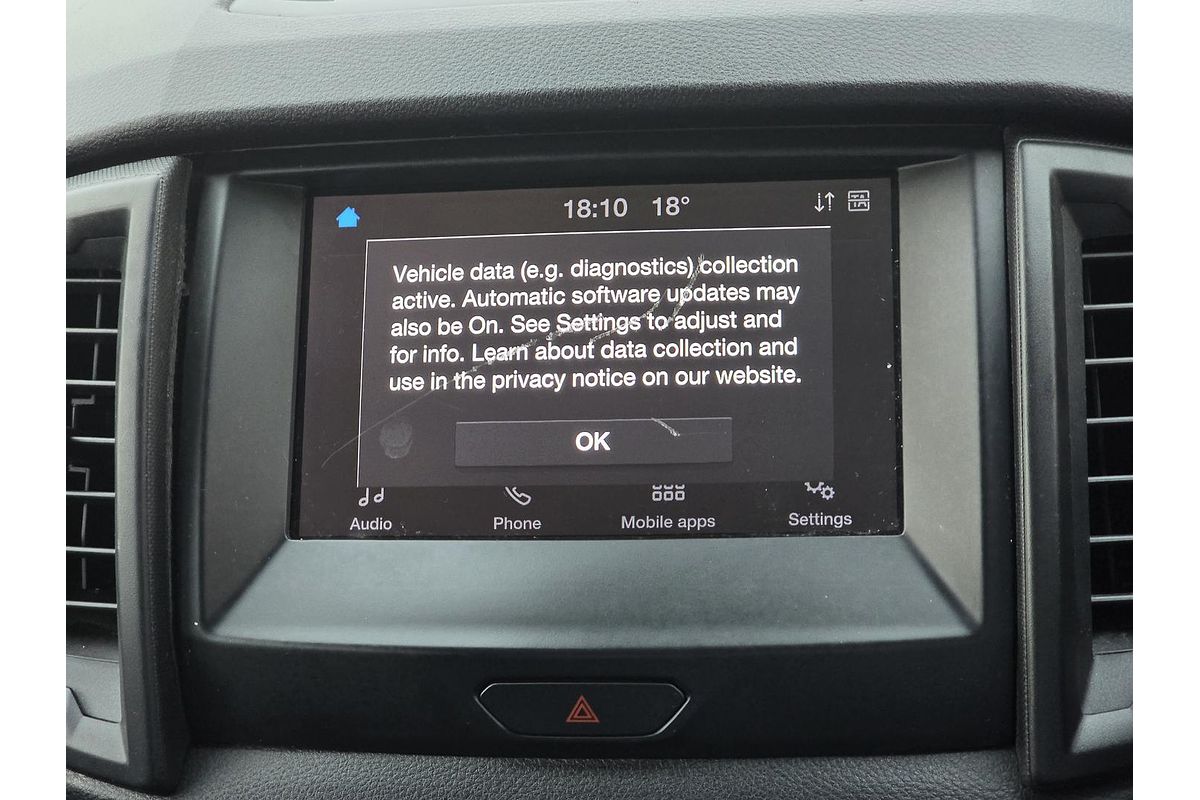 18:10 18°
Vehicle data (e.g. diagnostics) collection
active. Automatic software updates may
also be On. See Settings to adjust and
for info. Learn about data collection and
use in the privacy notice on our website.
OK
Audio Phone Mobile apps Settings